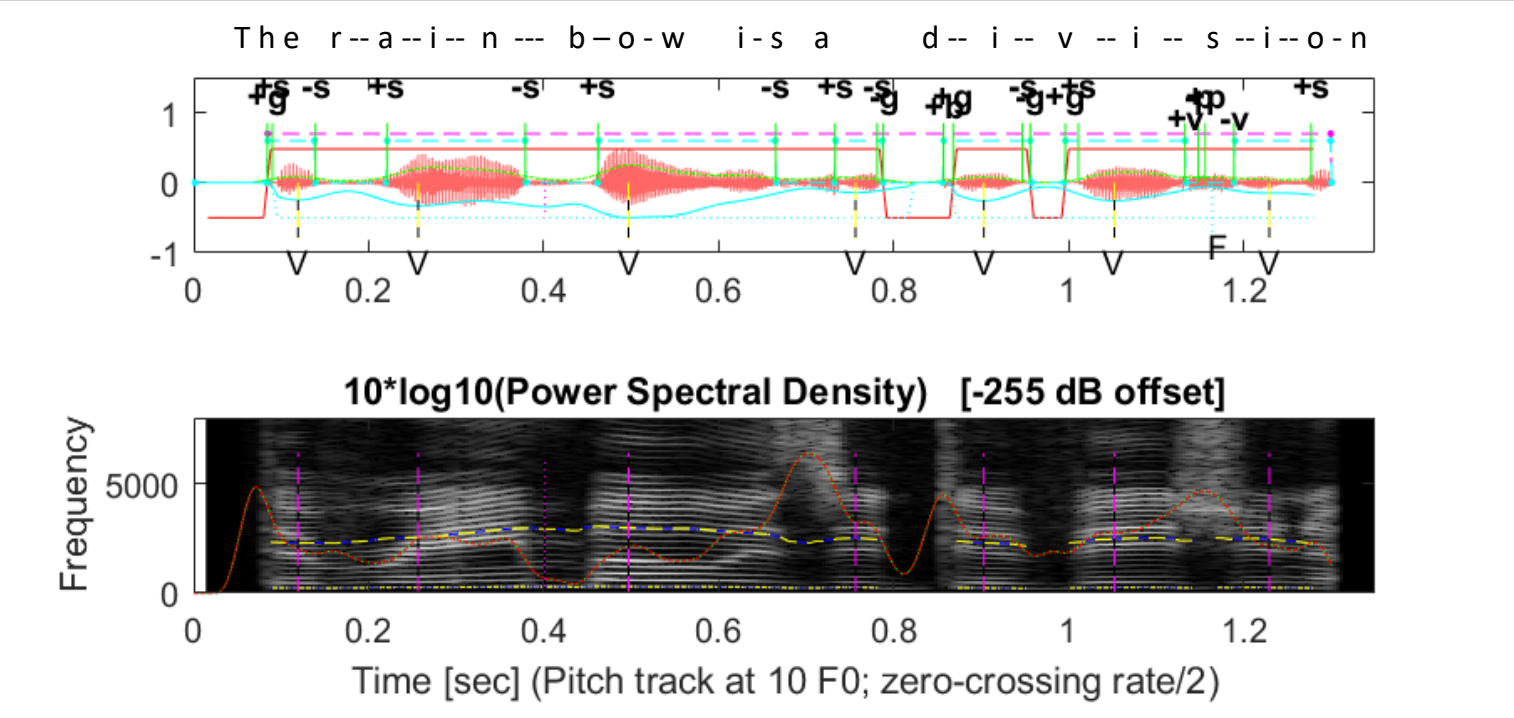 The r--a--i-- n --- b–o-w i-sa d-- i -- v -- i -- s --i--o-n
+g +s -s +s -s +s -s +s -s -g +b +g -s -g +g +s +v +p -v +s
1
0
-1
V V V V V V F V
0 0.2 0.4 0.6 0.8 1 1.2
10*log10(Power Spectral Density) [-255 dB offset]
Frequency
5000
0
0 0.2 0.4 0.6 0.8 1 1.2
Time [sec] (Pitch track at 10 F0; zero-crossing rate/2)